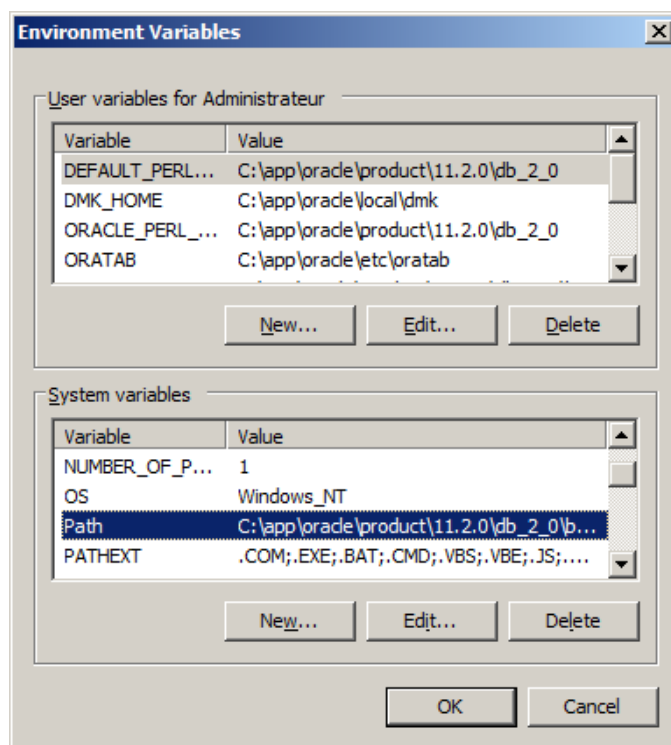 Environment Variables
User variables for Administrateur
Variable Value
DEFAULT_PERL... C:\app\oracle\product\11.2.0\db_2_0
DMK_HOME C:\app\oracle\local\dmk
ORACLE_PERL_... C:\app\oracle\product\11.2.0\db_2_0
ORATAB C:\app\oracle\etc\oratab
New... Edit... Delete
System variables
Variable Value
NUMBER_OF_P... 1
OS Windows_NT
Path C:\app\oracle\product\11.2.0\db_2_0\b...
PATHEXT .COM;.EXE;.BAT;.CMD;.VBS;.VBE;.JS;....
New... Edit... Delete
OK Cancel